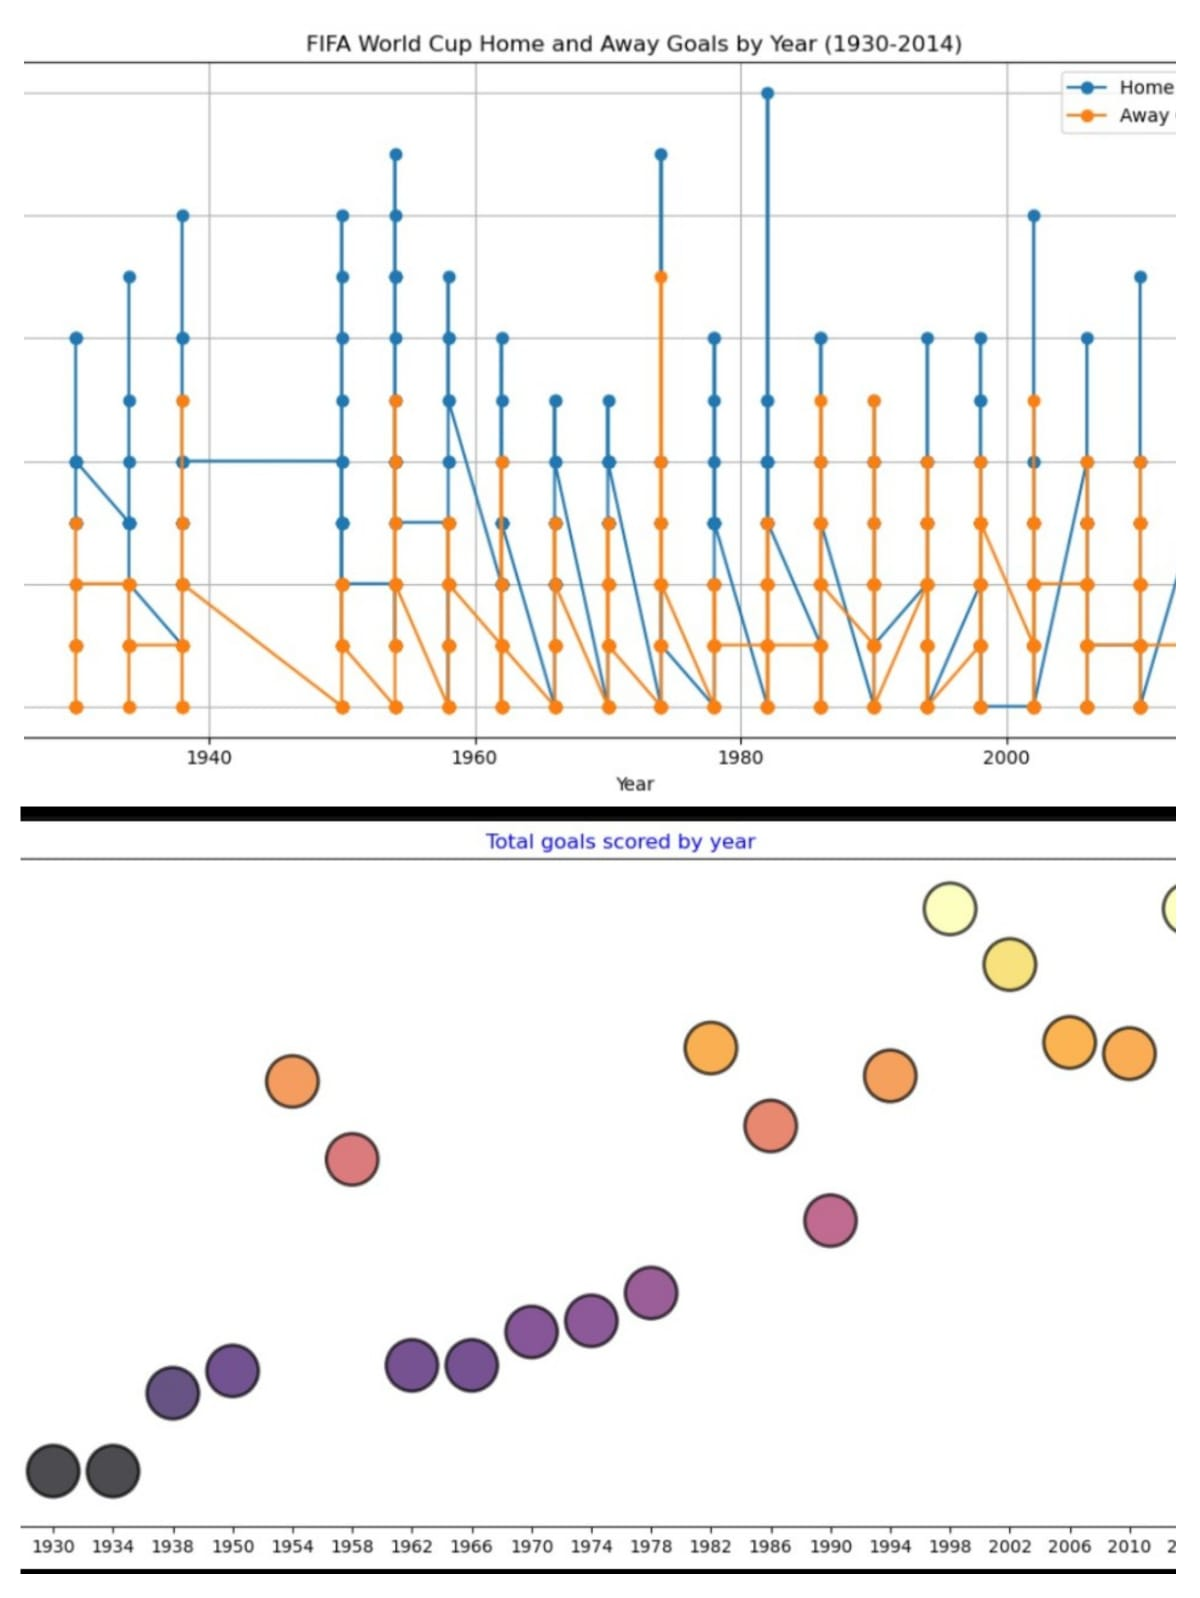 FIFA World Cup Home and Away Goals by Year (1930-2014)
Home
Away
1940 1960 1980 2000
Year
Total goals scored by year
1930 1934 1938 1950 1954 1958 1962 1966 1970 1974 1978 1982 1986 1990 1994 1998 2002 2006 2010 2